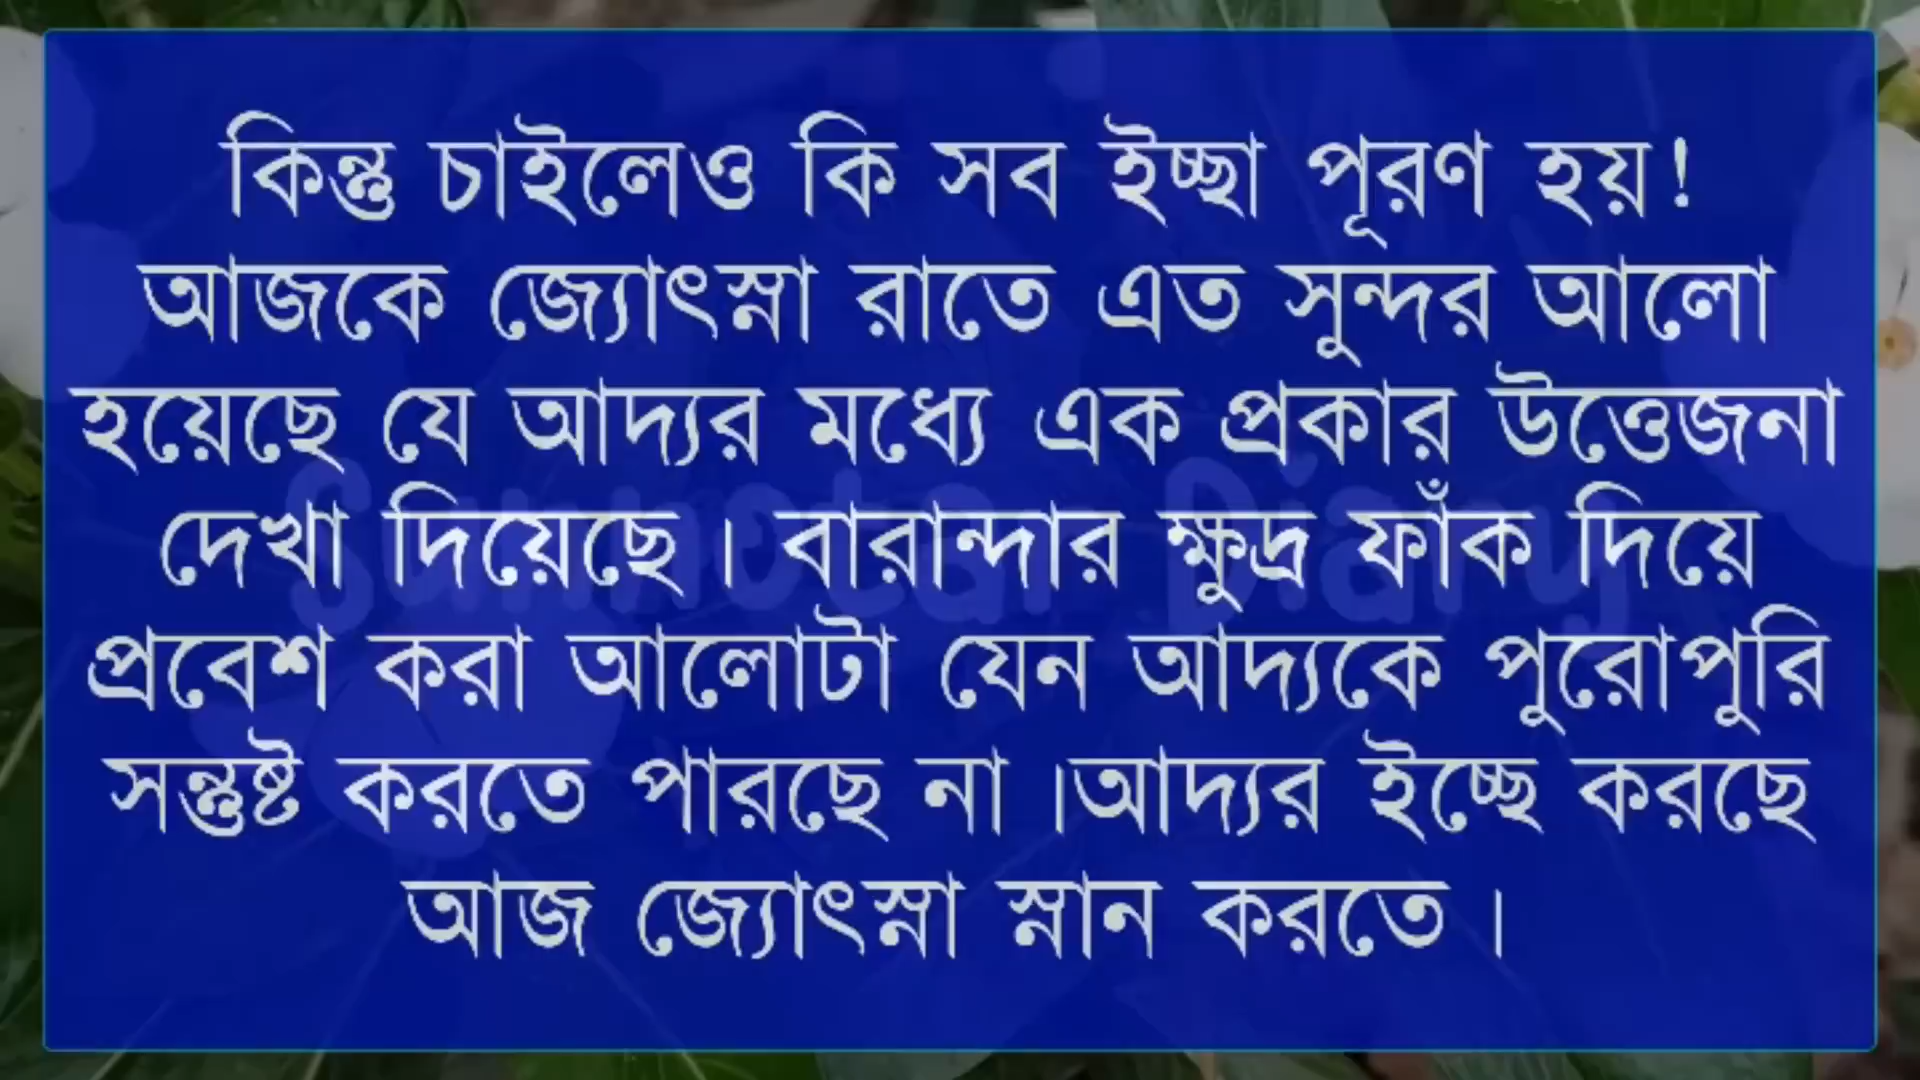 কিন্তু চাইলেও কি সব ইচ্ছা পূরণ হয়!
আজকে জ্যোৎস্না রাতে এত সুন্দর আলো
হয়েছে যে আদ্যর মধ্যে এক প্রকার উত্তেজনা
দেখা দিয়েছে। বারান্দার ক্ষুদ্র ফাঁক দিয়ে
প্রবেশ করা আলোটা যেন আদ্যকে পুরোপুরি
সন্তুষ্ট করতে পারছে না।আদ্যর ইচ্ছে করছে
আজ জ্যোৎস্না স্নান করতে।